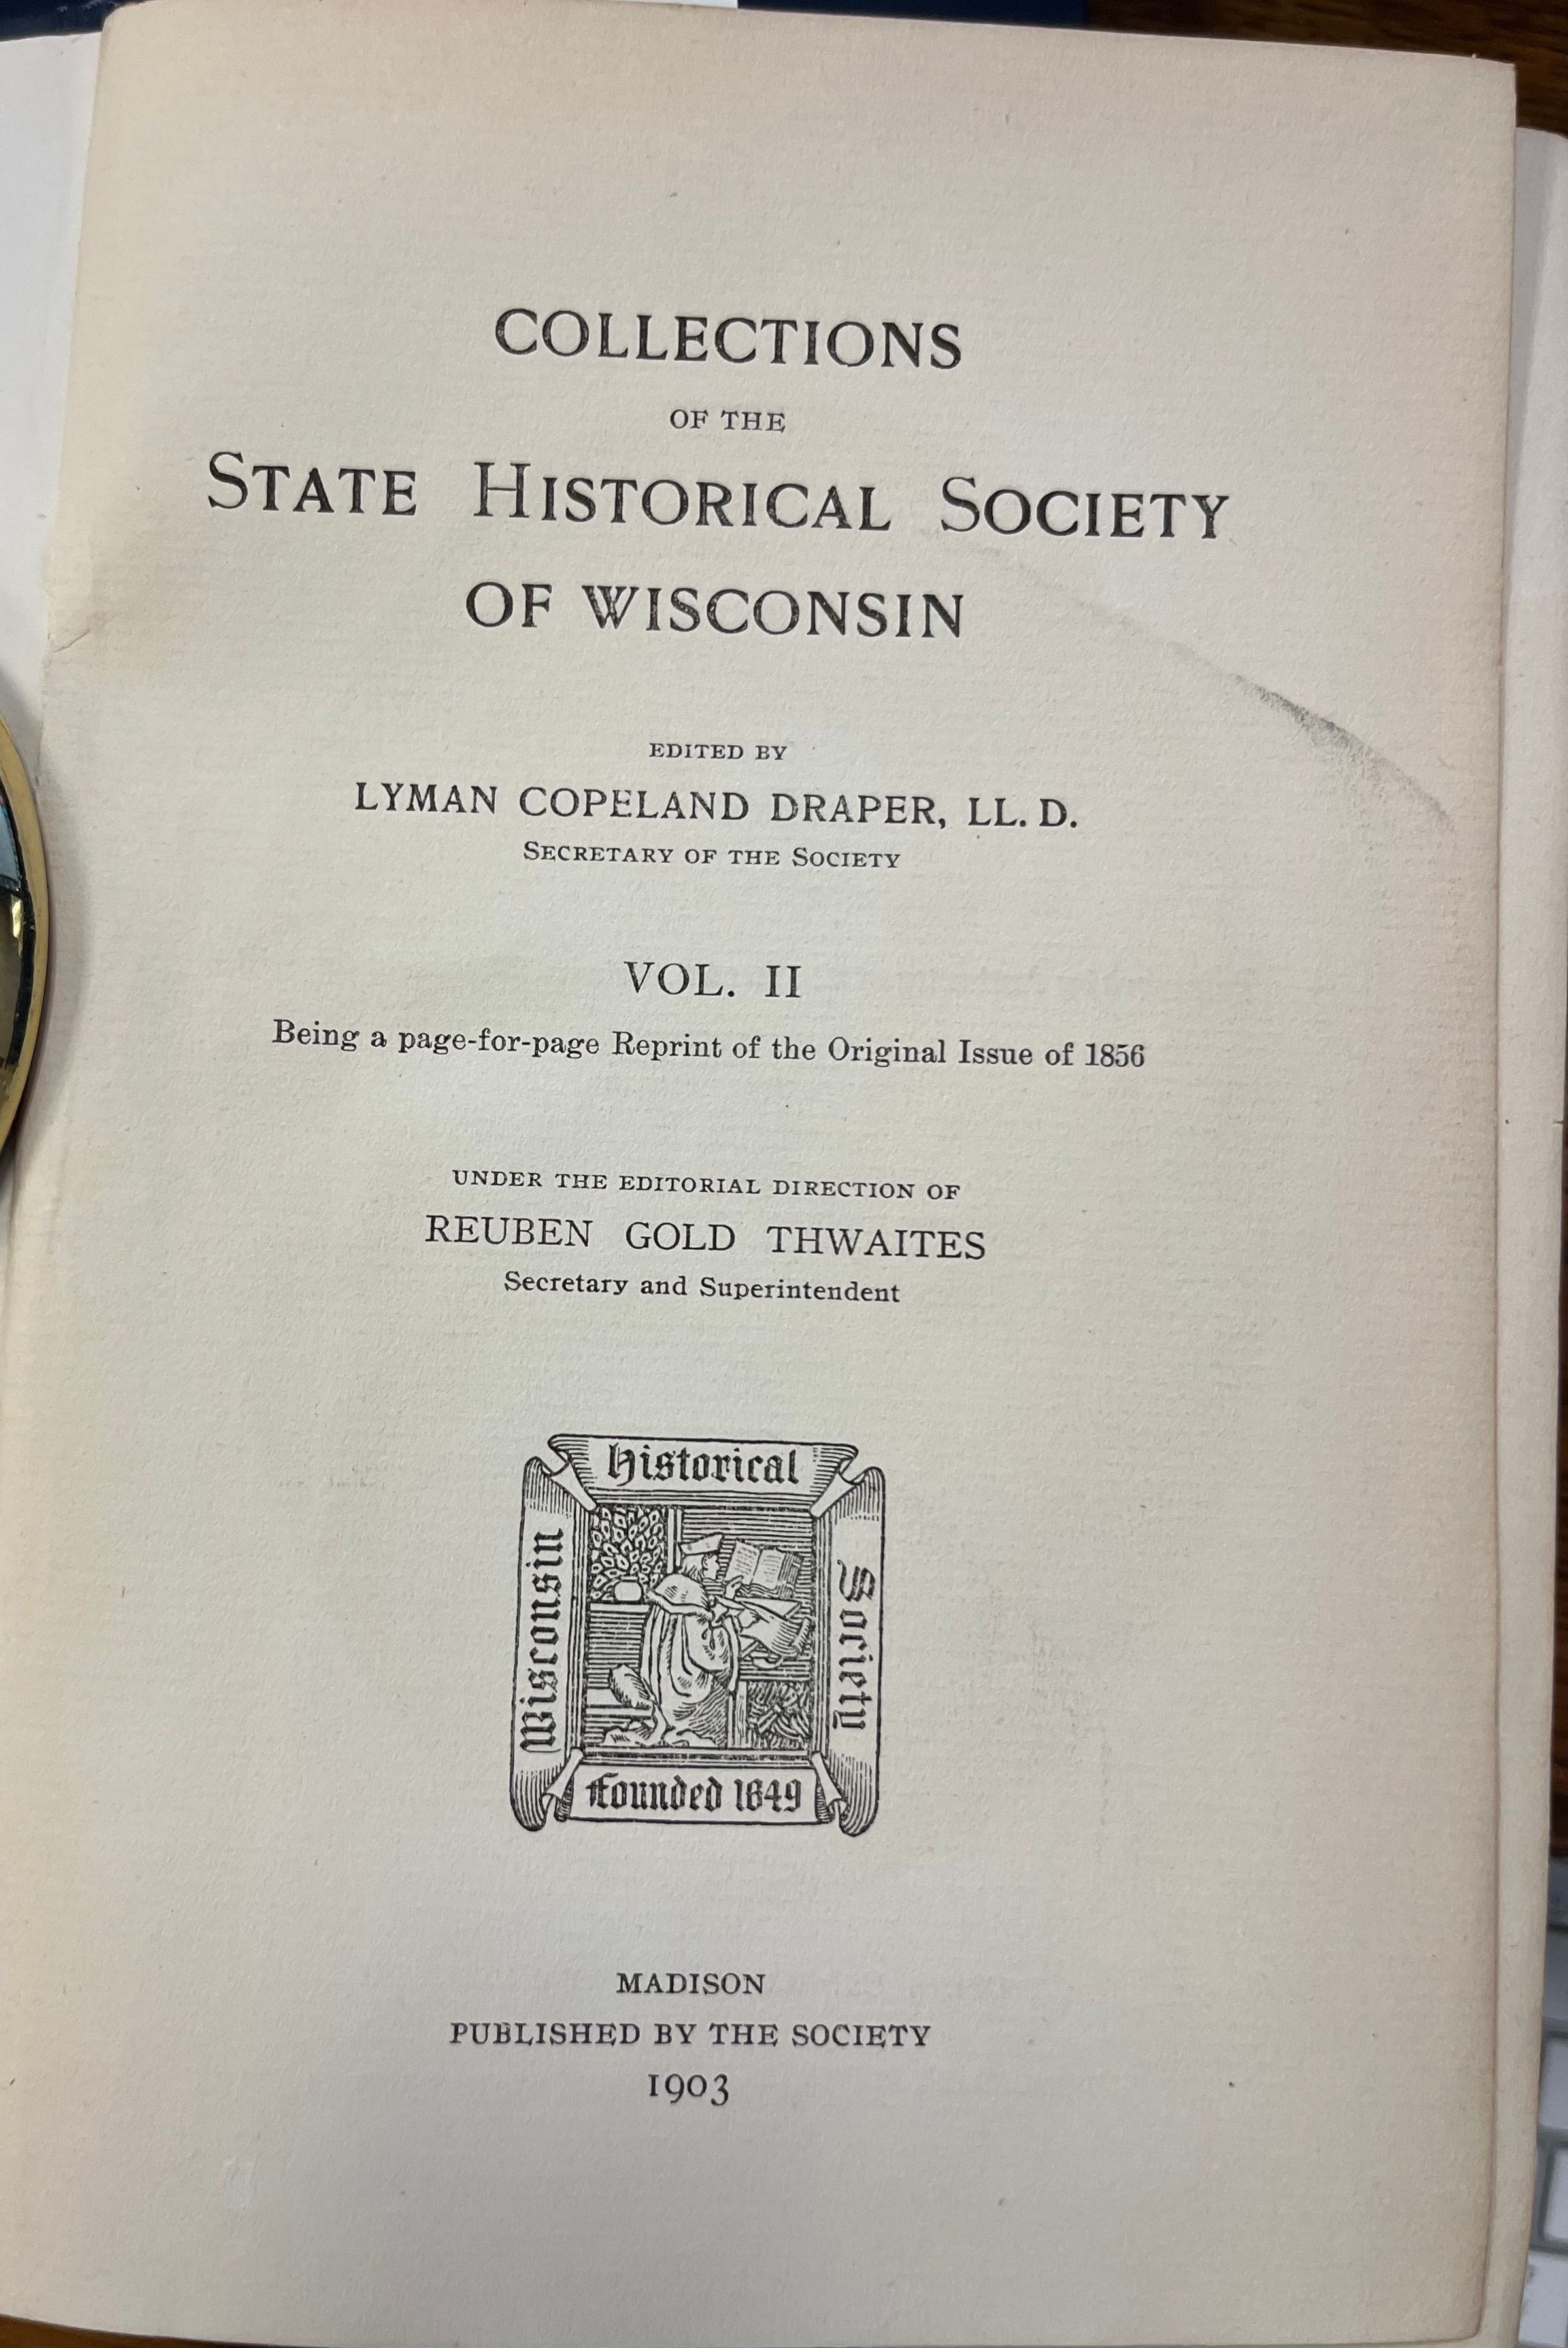 COLLECTIONS
OF THE
STATE HISTORICAL SOCIETY
OF WISCONSIN
EDITED BY
LYMAN COPELAND DRAPER, LL. D.
SECRETARY OF THE SOCIETY
VOL. II
Being a page-for-page Reprint of the Original Issue of 1856
UNDER THE EDITORIAL DIRECTION OF
REUBEN GOLD THWAITES
Secretary and Superintendent
Wisconsin
Historical
Society
Founded 1849
MADISON
PUBLISHED BY THE SOCIETY
1903